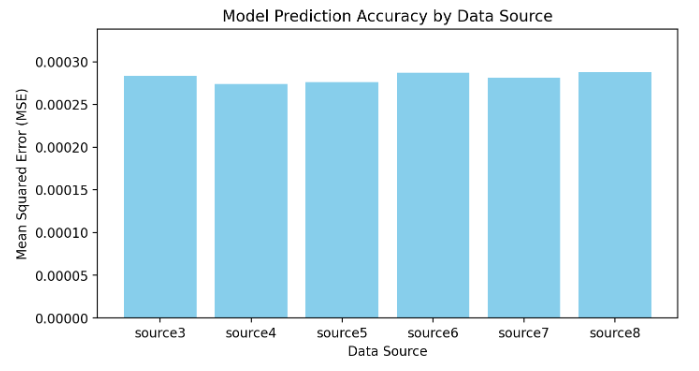 Model Prediction Accuracy by Data Source
Mean Squared Error (MSE)
0.00030
0.00025
0.00020
0.00015
0.00010
0.00005
0.00000
source3 source4 source5 source6 source7 source8
Data Source